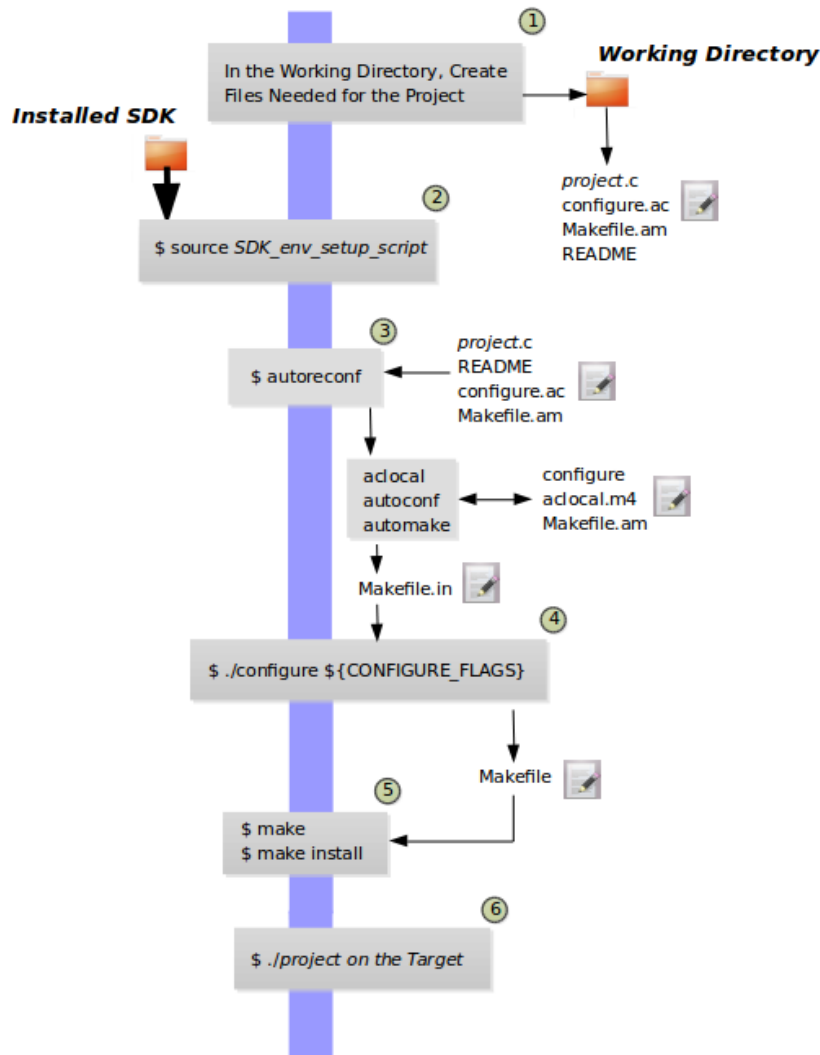 1
In the Working Directory, Create
Files Needed for the Project
Working Directory
Installed SDK
project.c
configure.ac
Makefile.am
README
2
$ source SDK_env_setup_script
3
$ autoreconf
project.c
README
configure.ac
Makefile.am
aclocal
autoconf
automake
configure
aclocal.m4
Makefile.am
Makefile.in
4
$ ./configure ${CONFIGURE_FLAGS}
Makefile
5
$ make
$ make install
6
$ ./project on the Target